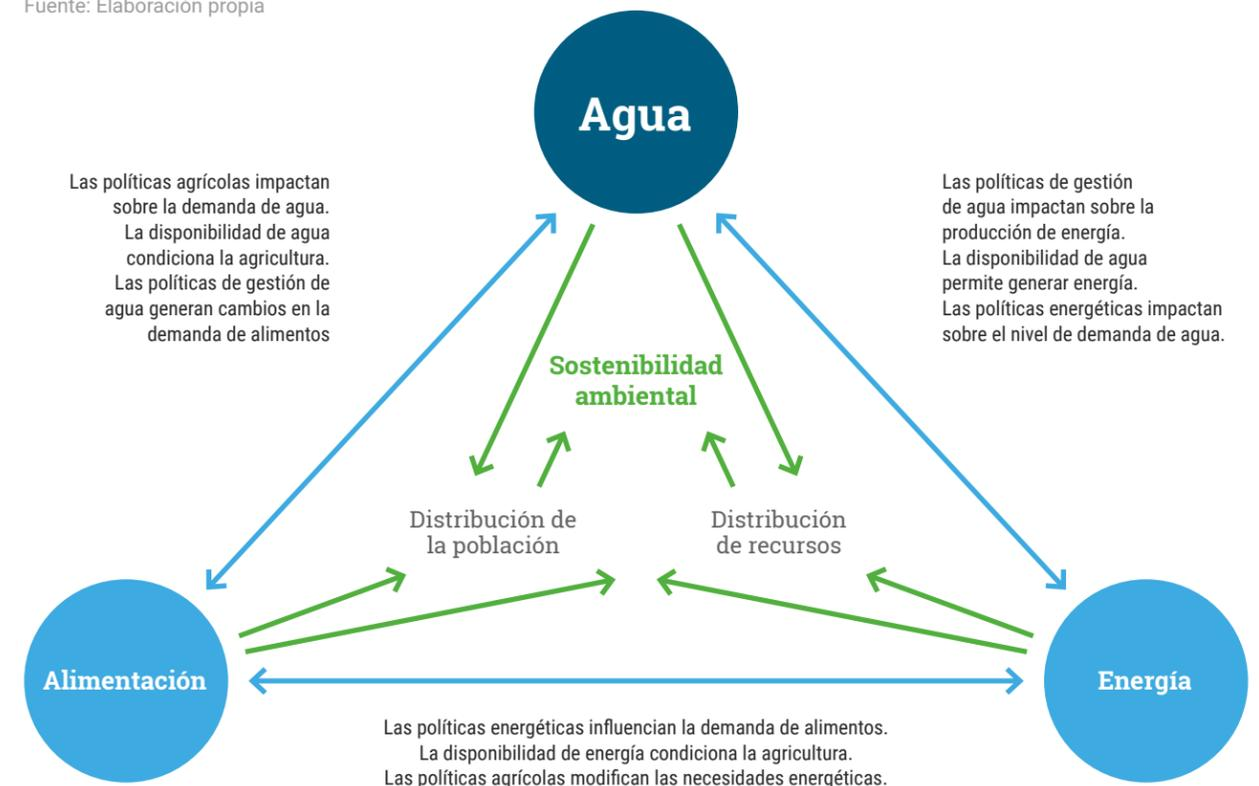 Fuente: Elaboración propia
Agua
Las políticas agrícolas impactan
sobre la demanda de agua.
La disponibilidad de agua
condiciona la agricultura.
Las políticas de gestión de
agua generan cambios en la
demanda de alimentos
Las políticas de gestión
de agua impactan sobre la
producción de energía.
La disponibilidad de agua
permite generar energía.
Las políticas energéticas impactan
sobre el nivel de demanda de agua.
Sostenibilidad
ambiental
Distribución de
la población
Distribución
de recursos
Alimentación
Energía
Las políticas energéticas influencian la demanda de alimentos.
La disponibilidad de energía condiciona la agricultura.
Las políticas agrícolas modifican las necesidades energéticas.